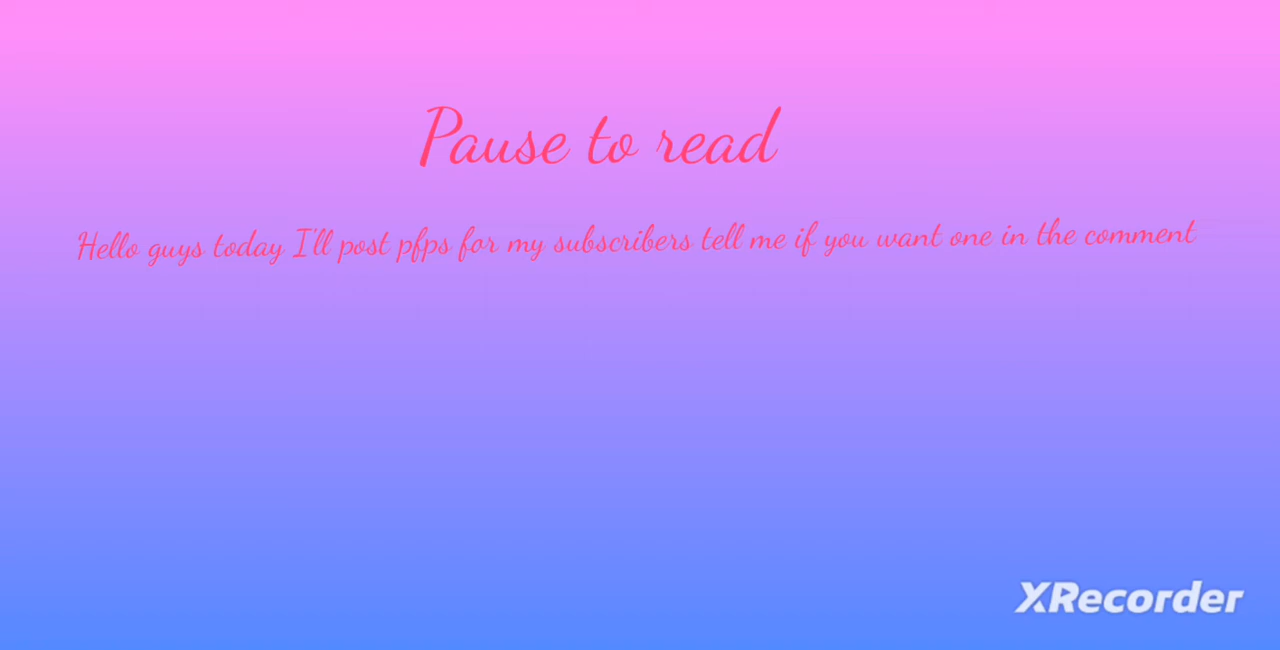 Pause to read
Hello guys today I'll post pfps for my subscribers tell me if you want one in the comment
XRecorder